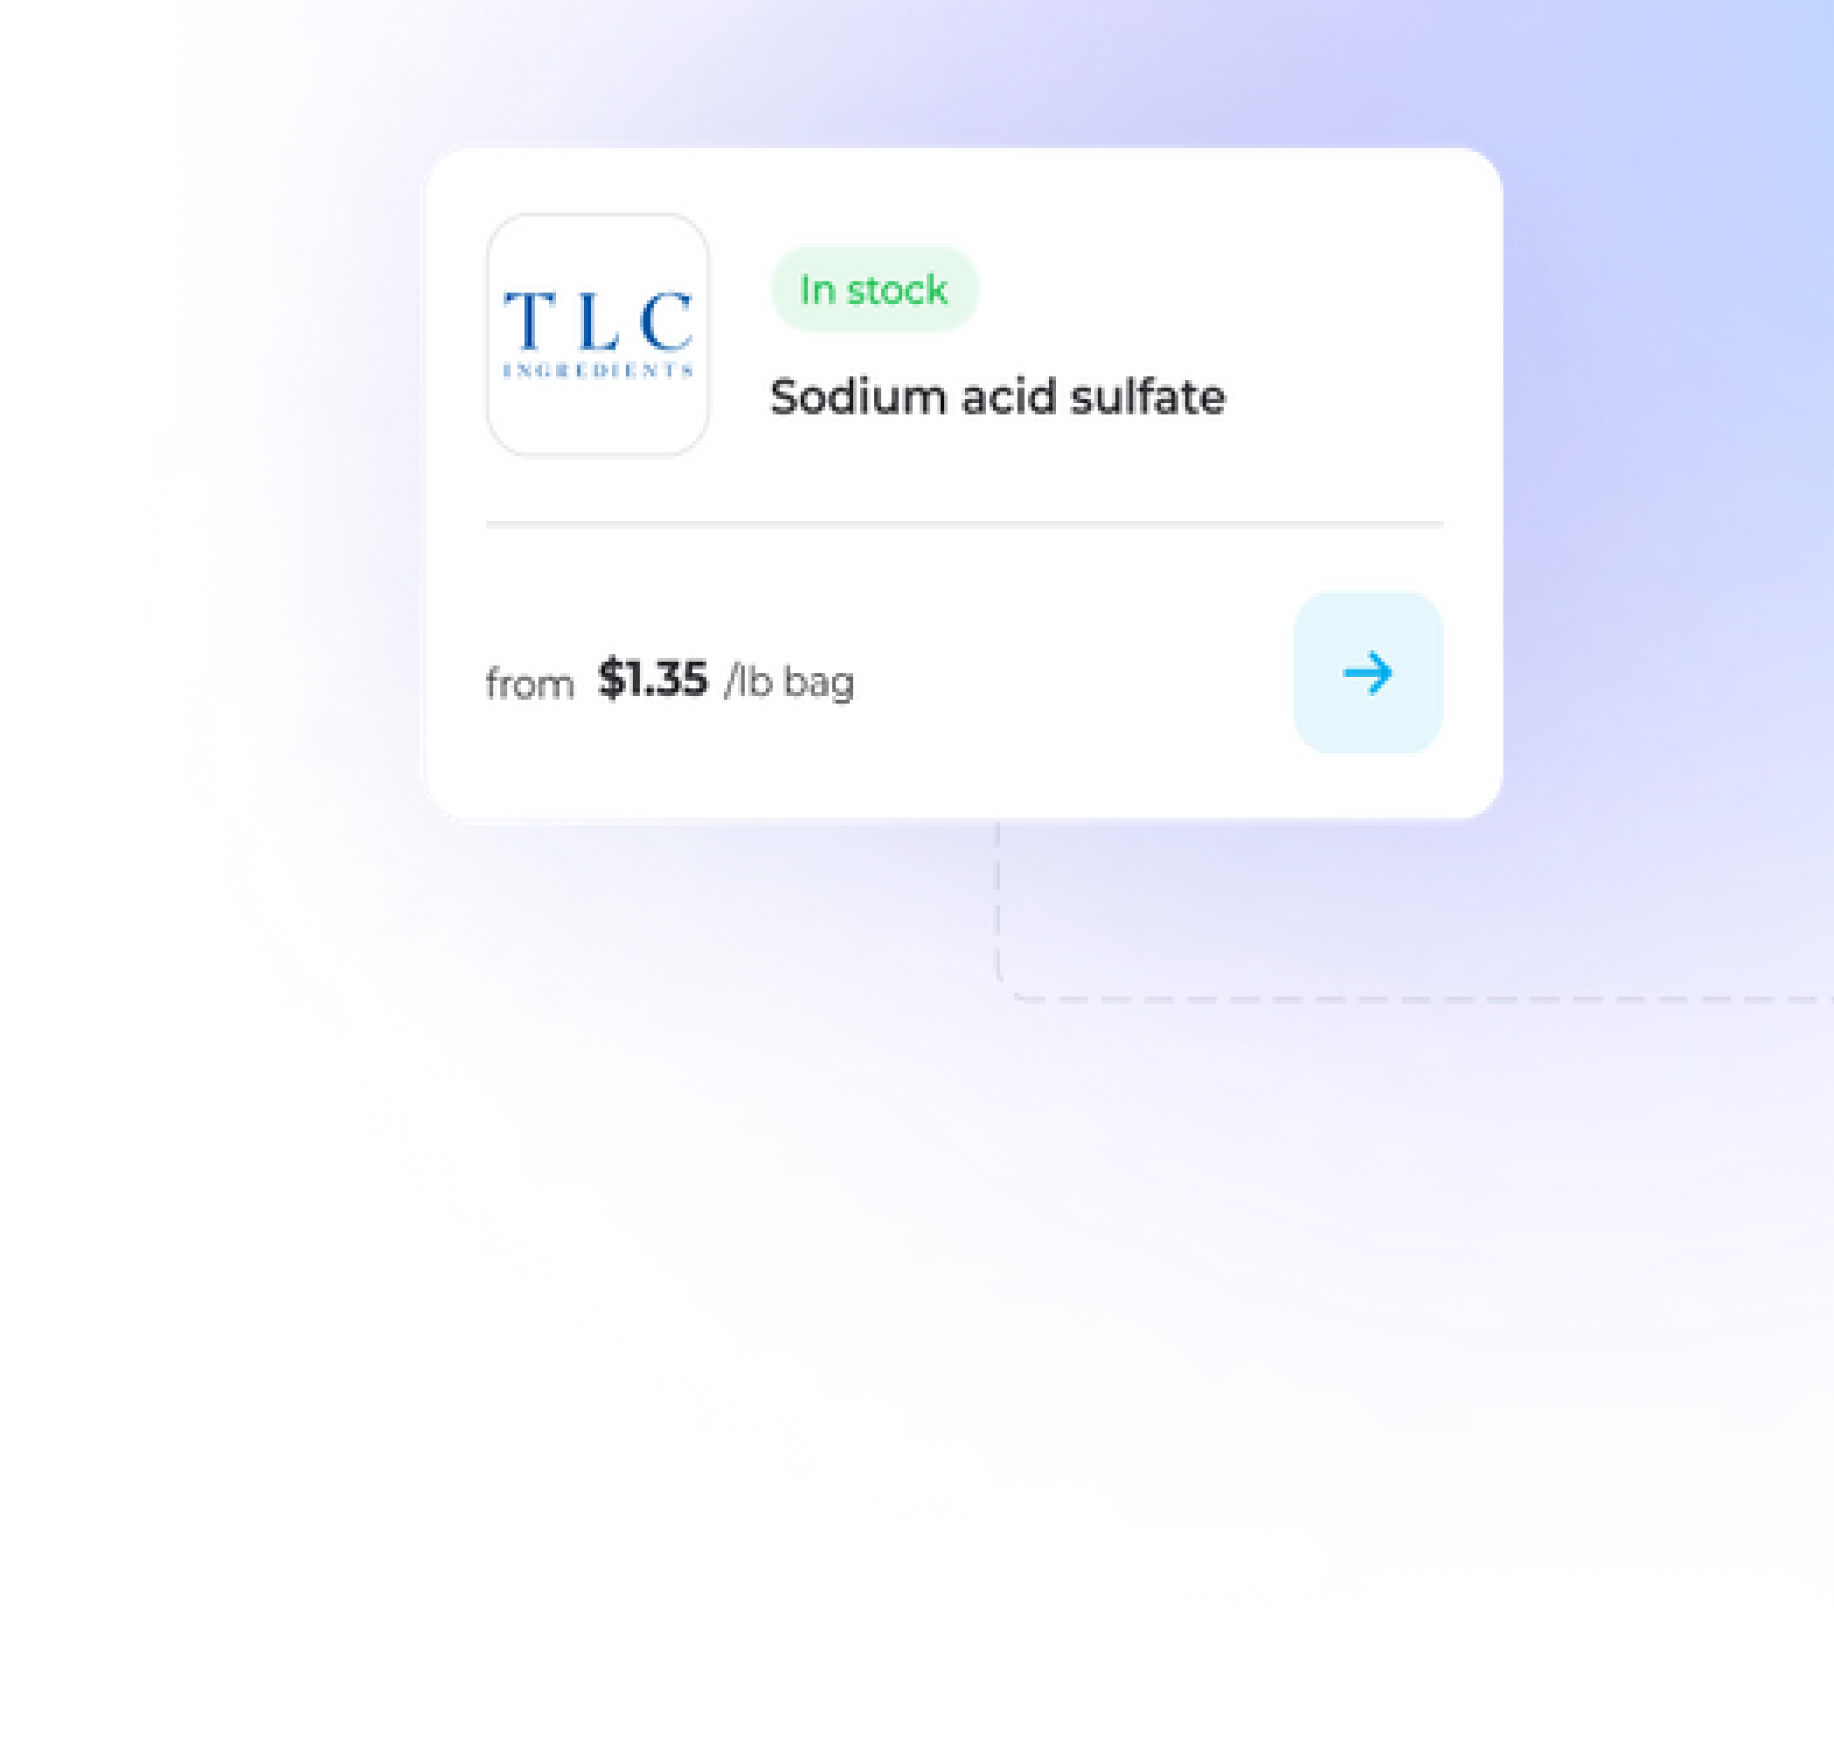 TLC
INGREDIENTS
In stock
Sodium acid sulfate
from $1.35 /lb bag